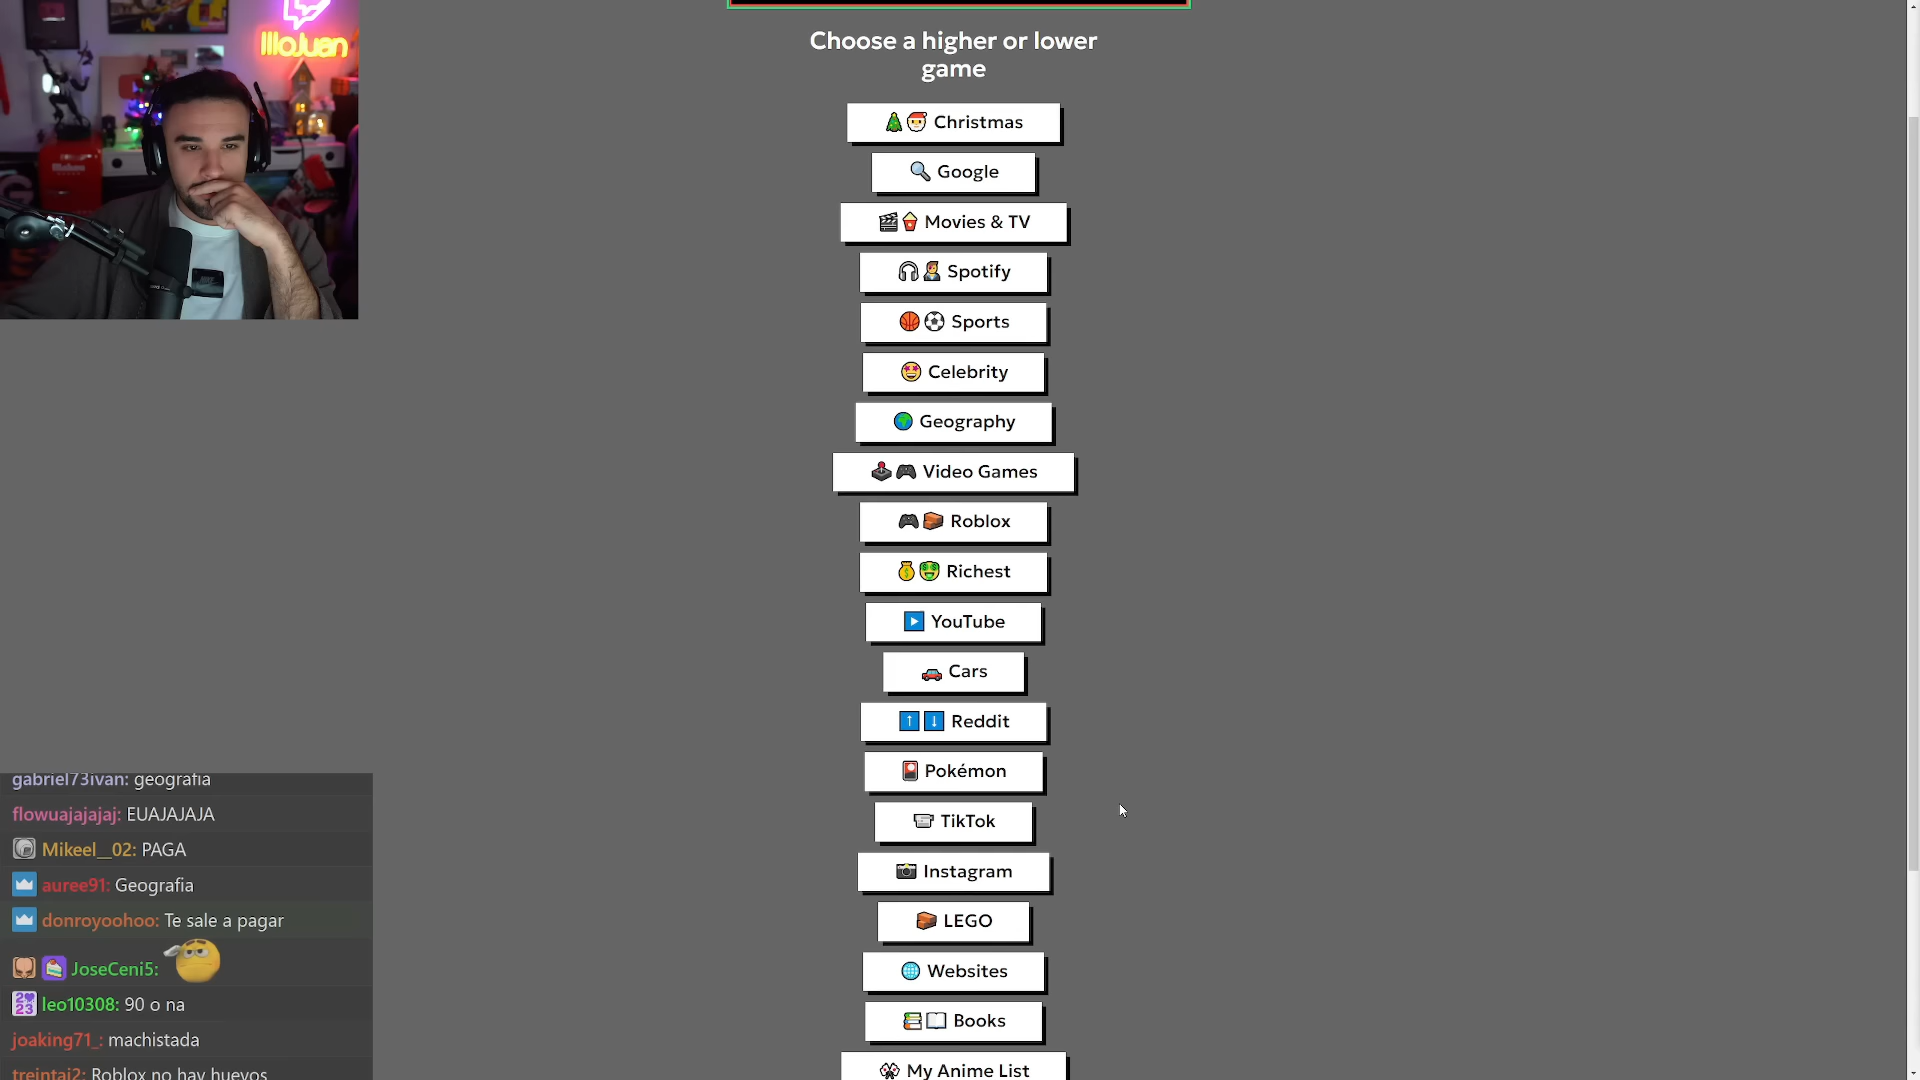 IlloJuan
Choose a higher or lower
game
Christmas
Google
Movies & TV
Spotify
Sports
Celebrity
Geography
Video Games
Roblox
Richest
YouTube
Cars
Reddit
Pokémon
TikTok
Instagram
LEGO
Websites
Books
My Anime List
gabriel73ivan: geografia
flowuajajajaj: EUAJAJAJA
Mikeel__02: PAGA
auree91: Geografia
donroyoohoo: Te sale a pagar
JoseCeni5:
leo10308: 90 o na
joaking71_: machistada
treintai2: Roblox no hay huevos